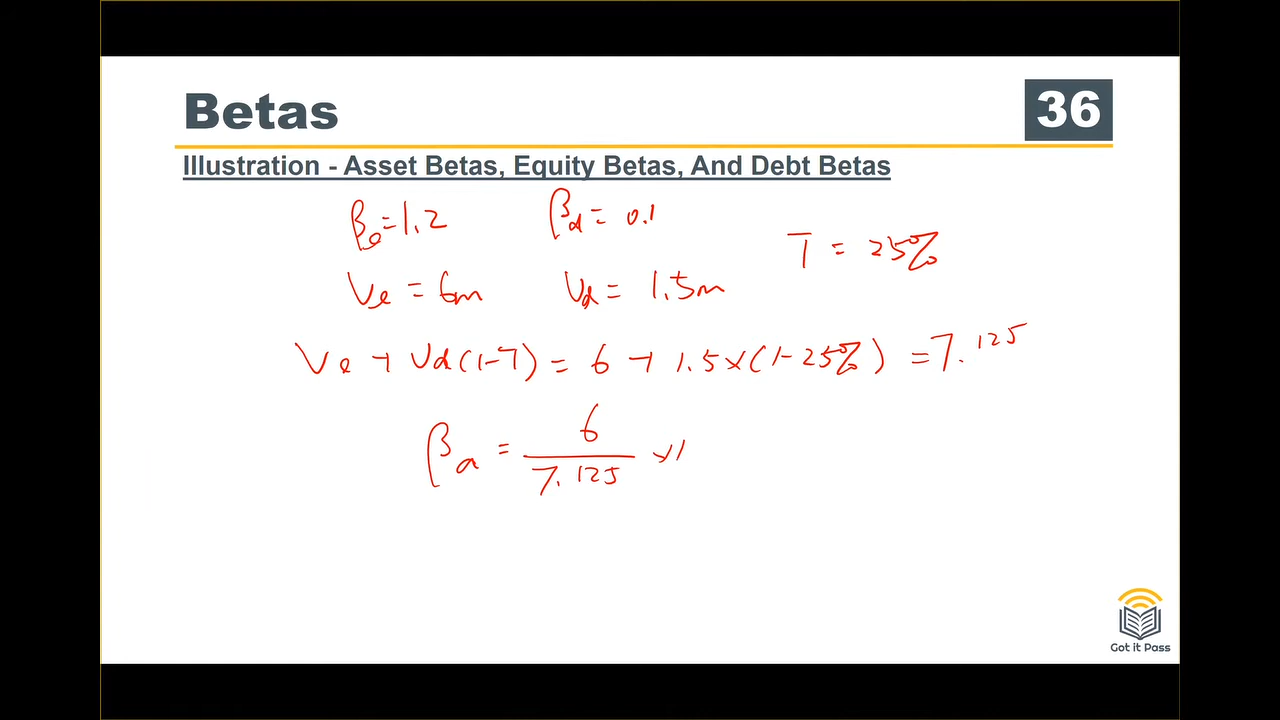 Betas
36
Illustration - Asset Betas, Equity Betas, And Debt Betas
βe = 1.2 βd = 0.1
T = 25%
Ve = 6m Vd = 1.5m
Ve + Vd(1-T) = 6 + 1.5×(1-25%) = 7.125
βa = 6/7.125 ×1
Got it Pass